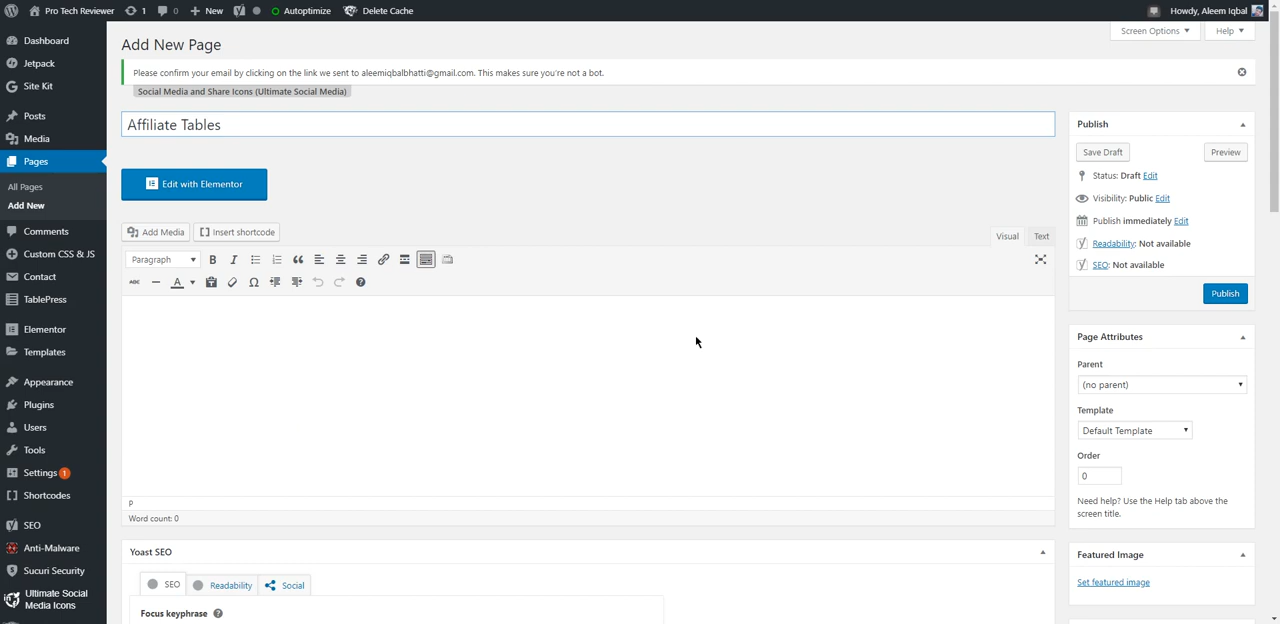 Pro Tech Reviewer 1 0 New Autoptimize Delete Cache Howdy, Aleem Iqbal
Dashboard
Jetpack
Site Kit
Posts
Media
Pages
All Pages
Add New
Comments
Custom CSS & JS
Contact
TablePress
Elementor
Templates
Appearance
Plugins
Users
Tools
Settings 1
Shortcodes
SEO
Anti-Malware
Sucuri Security
Ultimate Social
Media Icons
Screen Options Help
Add New Page
Please confirm your email by clicking on the link we sent to aleemiqbalbhatti@gmail.com. This makes sure you're not a bot.
Social Media and Share Icons (Ultimate Social Media)
Affiliate Tables
Edit with Elementor
Add Media Insert shortcode
Visual Text
Paragraph B I
ABC A Ω
p
Word count: 0
Yoast SEO
SEO Readability Social
Focus keyphrase
Publish
Save Draft Preview
Status: Draft Edit
Visibility: Public Edit
Publish immediately Edit
Readability: Not available
SEO: Not available
Publish
Page Attributes
Parent
(no parent)
Template
Default Template
Order
0
Need help? Use the Help tab above the
screen title.
Featured Image
Set featured image